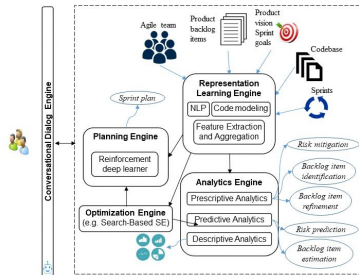 Agile team
Product
backlog
items
Product
vision
Sprint
goals
Codebase
Sprints
Conversational Dialog Engine
Sprint plan
Representation
Learning Engine
NLP
Code modeling
Feature Extraction
and Aggregation
Planning Engine
Reinforcement
deep learner
Optimization Engine
(e.g. Search-Based SE)
Analytics Engine
Prescriptive Analytics
Predictive Analytics
Descriptive Analytics
Risk mitigation
Backlog item
identification
Backlog item
refinement
Risk prediction
Backlog item
estimation